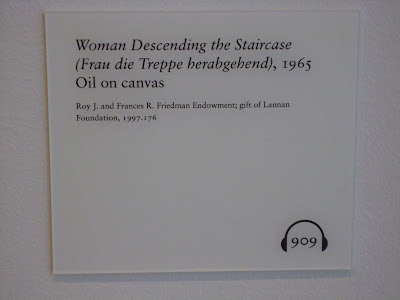 Woman Descending the Staircase
(Frau die Treppe herabgehend), 1965
Oil on canvas
Roy J. and Frances R. Friedman Endowment; gift of Lannan
Foundation, 1997.176
909